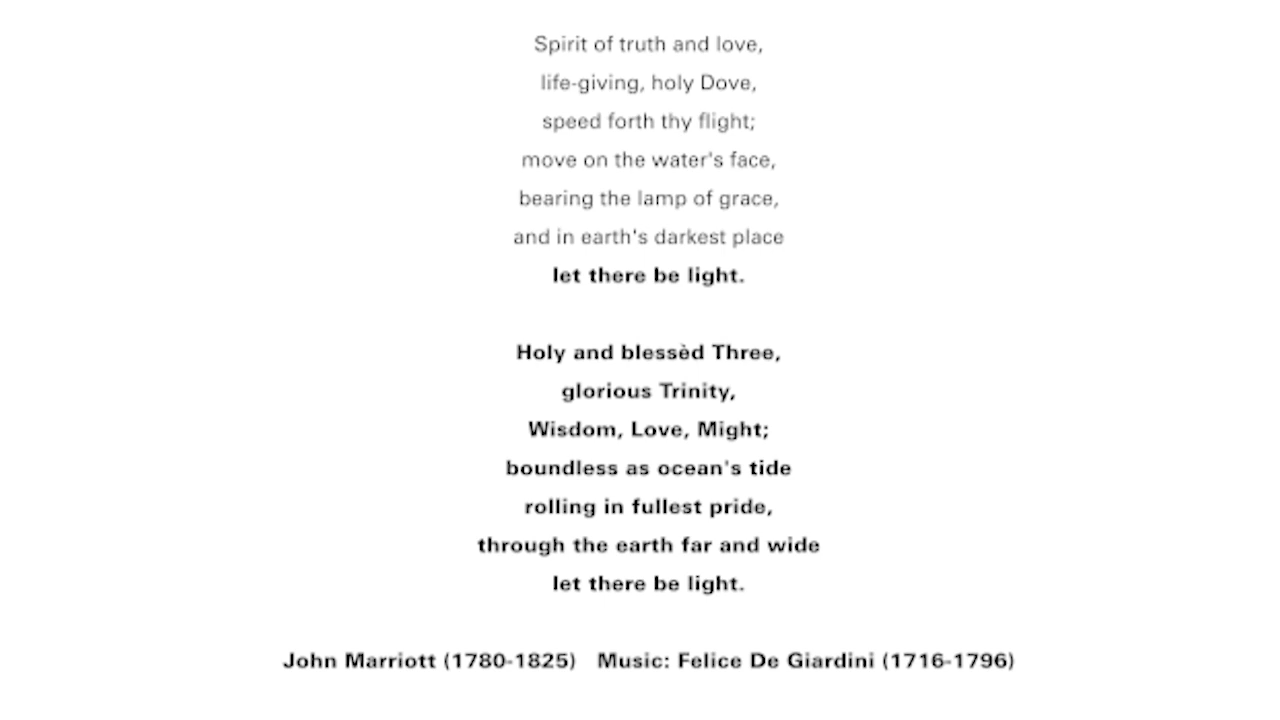 Spirit of truth and love,
life-giving, holy Dove,
speed forth thy flight;
move on the water's face,
bearing the lamp of grace,
and in earth's darkest place
let there be light.
Holy and blessèd Three,
glorious Trinity,
Wisdom, Love, Might;
boundless as ocean's tide
rolling in fullest pride,
through the earth far and wide
let there be light.
John Marriott (1780-1825) Music: Felice De Giardini (1716-1796)